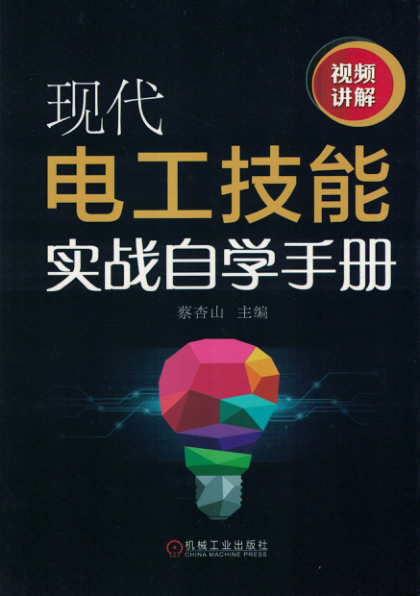 视频
讲解
现代
电工技能
实战自学手册
蔡杏山 主编
机械工业出版社
CHINA MACHINE PRESS